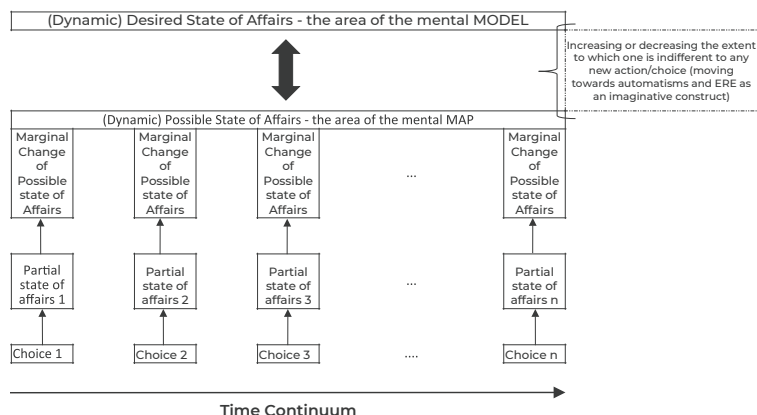 (Dynamic) Desired State of Affairs - the area of the mental MODEL
Increasing or decreasing the extent
to which one is indifferent to any
new action/choice (moving
towards automatisms and ERE as
an imaginative construct)
(Dynamic) Possible State of Affairs - the area of the mental MAP
Marginal
Change
of
Possible
state of
Affairs
Marginal
Change
of
Possible
state of
Affairs
Marginal
Change
of
Possible
state of
Affairs
...
Marginal
Change
of
Possible
state of
Affairs
Partial
state of
affairs 1
Partial
state of
affairs 2
Partial
state of
affairs 3
...
Partial
state of
affairs n
Choice 1
Choice 2
Choice 3
....
Choice n
Time Continuum